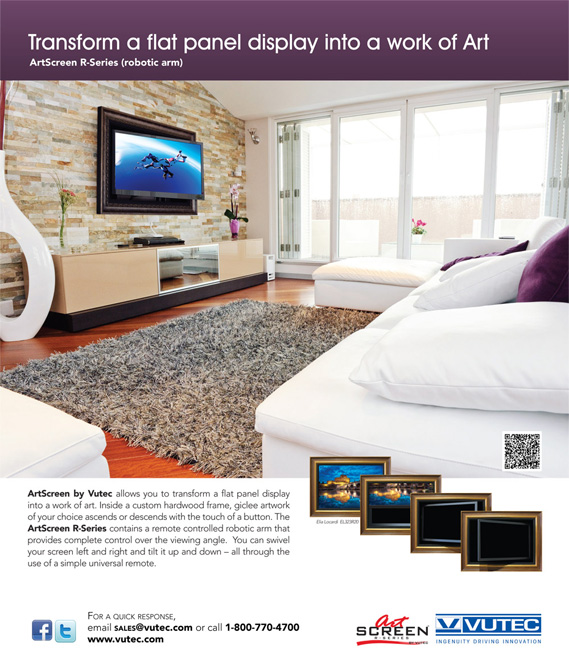 Transform a flat panel display into a work of Art
ArtScreen R-Series (robotic arm)
ArtScreen by Vutec allows you to transform a flat panel display
into a work of art. Inside a custom hardwood frame, giclee artwork
of your choice ascends or descends with the touch of a button. The
ArtScreen R-Series contains a remote controlled robotic arm that
provides complete control over the viewing angle. You can swivel
your screen left and right and tilt it up and down – all through the
use of a simple universal remote.
For a quick response,
email sales@vutec.com or call 1-800-770-4700
www.vutec.com
Art
SCREEN
R SERIES
BY VUTEC
VUTEC
INGENUITY DRIVING INNOVATION